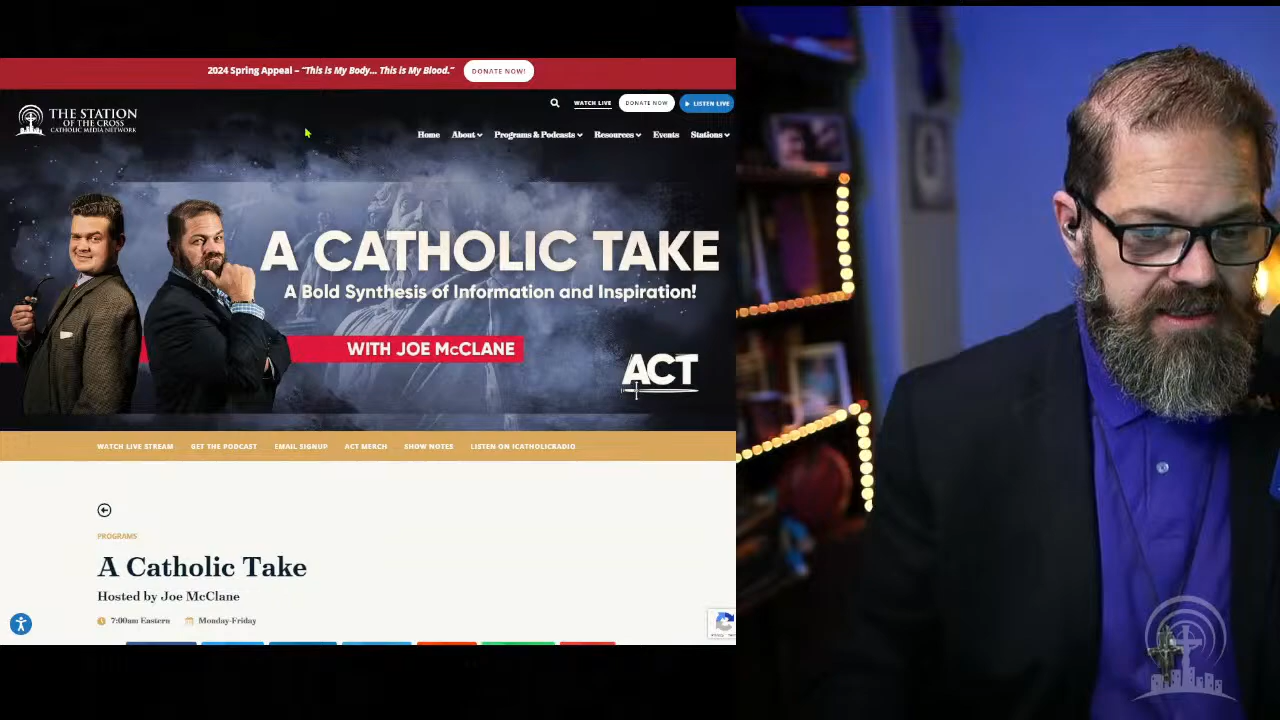 2024 Spring Appeal – "This is My Body... This is My Blood."
DONATE NOW!
THE STATION
OF THE CROSS
CATHOLIC MEDIA NETWORK
WATCH LIVE
DONATE NOW
LISTEN LIVE
Home
About
Programs & Podcasts
Resources
Events
Stations
A CATHOLIC TAKE
A Bold Synthesis of Information and Inspiration!
WITH JOE McCLANE
ACT
WATCH LIVE STREAM
GET THE PODCAST
EMAIL SIGNUP
ACT MERCH
SHOW NOTES
LISTEN ON ICATHOLICRADIO
PROGRAMS
A Catholic Take
Hosted by Joe McClane
7:00am Eastern
Monday-Friday